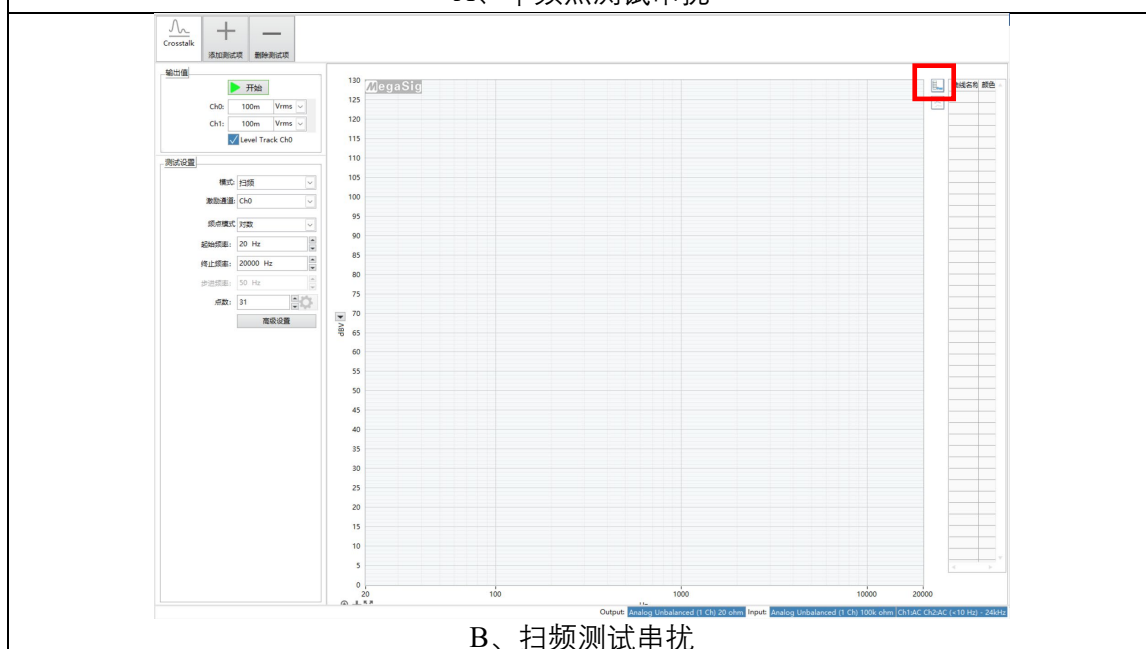 Crosstalk
添加测试项
删除测试项
输出值
开始
Ch0: 100m Vrms
Ch1: 100m Vrms
Level Track Ch0
测试设置
模式: 扫频
激励通道: Ch0
频点模式 对数
起始频率: 20 Hz
终止频率: 20000 Hz
步进频率: 50 Hz
点数: 31
高级设置
MegaSig
线名称 颜色
130
125
120
115
110
105
100
95
90
85
80
75
70
dBV
65
60
55
50
45
40
35
30
25
20
15
10
5
0
20 100 1000 10000 20000
Output: Analog Unbalanced (1 Ch) 20 ohm Input: Analog Unbalanced (1 Ch) 100k ohm Ch1:AC Ch2:AC (<10 Hz) - 24kHz
B、扫频测试串扰